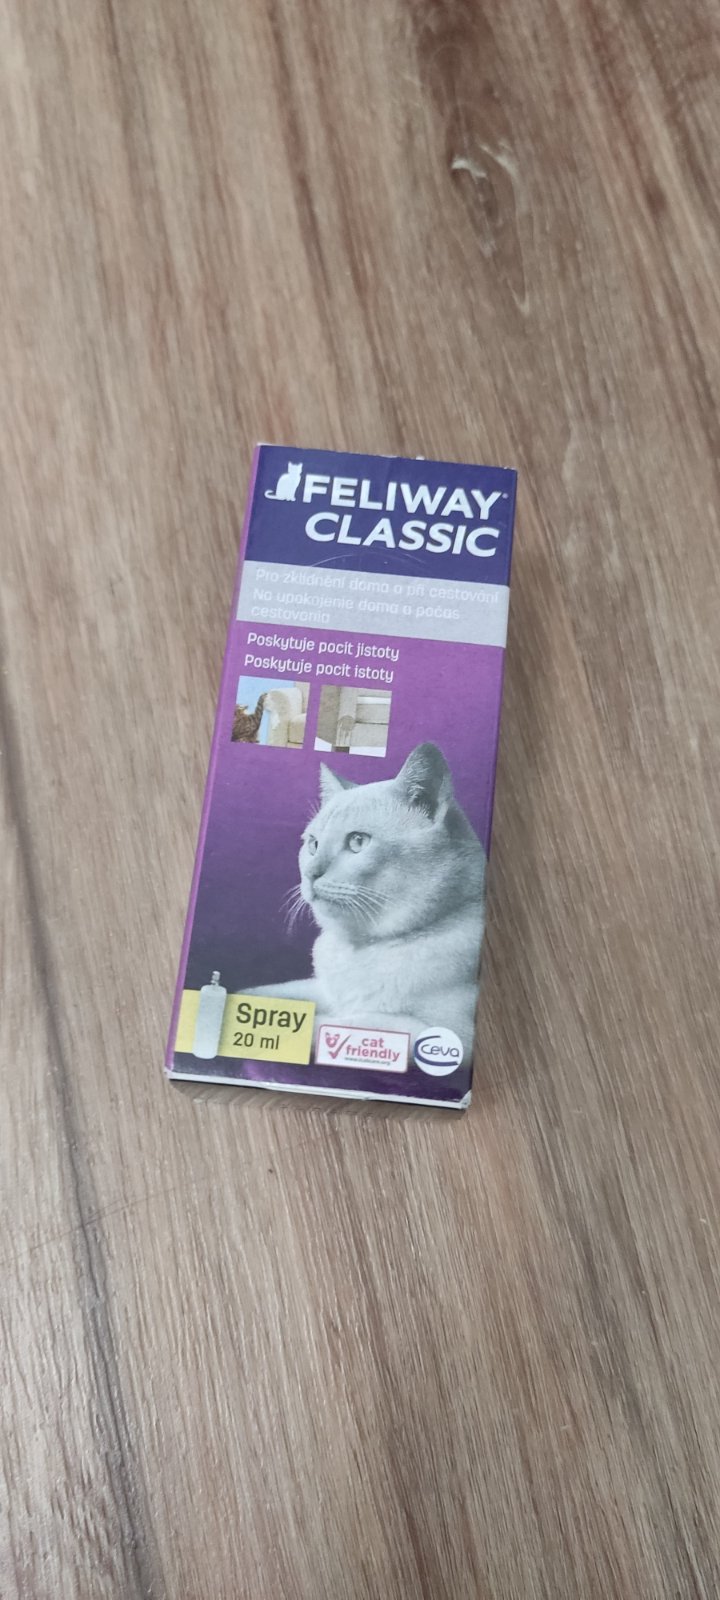 FELIWAY®
CLASSIC
Pro zklidnění doma a při cestování
Na upokojenie doma a počas
cestovania
Poskytuje pocit jistoty
Poskytuje pocit istoty
Spray
20 ml
cat
friendly
Ceva